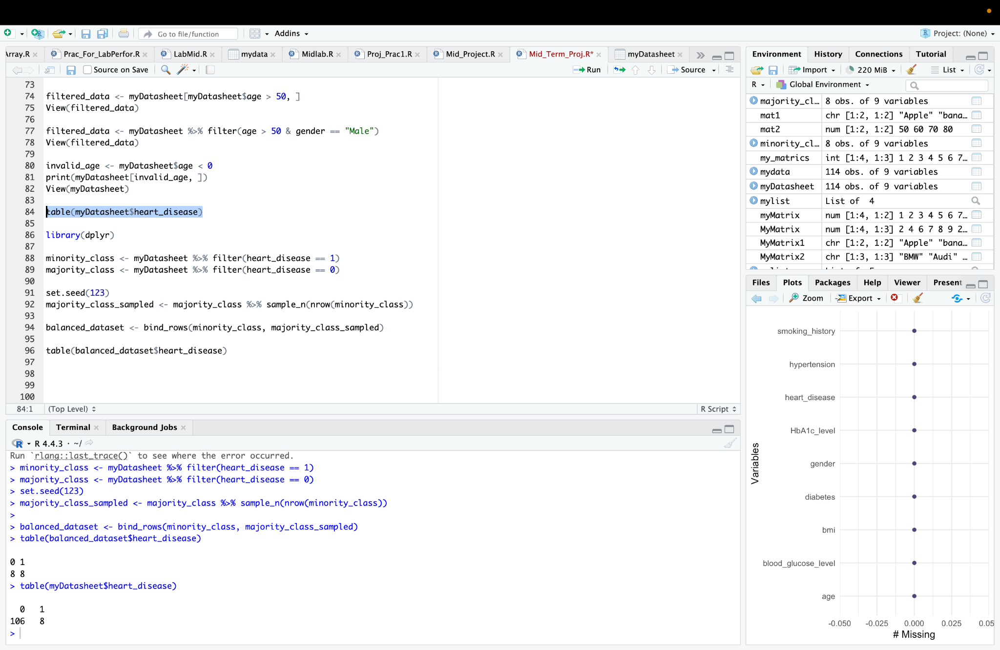 Go to file/function
Addins
Project: (None)
Array.R
Prac_For_LabPerfor.R
LabMid.R
mydata
Midlab.R
Proj_Prac1.R
Mid_Project.R
Mid_Term_Proj.R*
myDatasheet
Source on Save
Run
Source
73
74 filtered_data <- myDatasheet[myDatasheet$age > 50, ]
75 View(filtered_data)
76
77 filtered_data <- myDatasheet %>% filter(age > 50 & gender == "Male")
78 View(filtered_data)
79
80 invalid_age <- myDatasheet$age < 0
81 print(myDatasheet[invalid_age, ])
82 View(myDatasheet)
83
84 table(myDatasheet$heart_disease)
85
86 library(dplyr)
87
88 minority_class <- myDatasheet %>% filter(heart_disease == 1)
89 majority_class <- myDatasheet %>% filter(heart_disease == 0)
90
91 set.seed(123)
92 majority_class_sampled <- majority_class %>% sample_n(nrow(minority_class))
93
94 balanced_dataset <- bind_rows(minority_class, majority_class_sampled)
95
96 table(balanced_dataset$heart_disease)
97
98
99
100
84:1 (Top Level)
R Script
Console
Terminal
Background Jobs
R 4.4.3 · ~/
Run `rlang::last_trace()` to see where the error occurred.
> minority_class <- myDatasheet %>% filter(heart_disease == 1)
> majority_class <- myDatasheet %>% filter(heart_disease == 0)
> set.seed(123)
> majority_class_sampled <- majority_class %>% sample_n(nrow(minority_class))
>
> balanced_dataset <- bind_rows(minority_class, majority_class_sampled)
> table(balanced_dataset$heart_disease)
0 1
8 8
> table(myDatasheet$heart_disease)
0 1
106 8
>
Environment
History
Connections
Tutorial
Import
220 MiB
List
R
Global Environment
majority_cl… 8 obs. of 9 variables
mat1 chr [1:2, 1:2] "Apple" "bana…
mat2 num [1:2, 1:2] 50 60 70 80
minority_cl… 8 obs. of 9 variables
my_matrics int [1:4, 1:3] 1 2 3 4 5 6 7…
mydata 114 obs. of 9 variables
myDatasheet 114 obs. of 9 variables
mylist List of 4
myMatrix num [1:4, 1:2] 1 2 3 4 5 6 7…
MyMatrix num [1:4, 1:3] 2 4 6 7 8 9 2…
MyMatrix1 chr [1:2, 1:2] "Apple" "bana…
MyMatrix2 chr [1:3, 1:3] "BMW" "Audi" …
Files
Plots
Packages
Help
Viewer
Present
Zoom
Export
smoking_history
hypertension
heart_disease
HbA1c_level
gender
diabetes
bmi
blood_glucose_level
age
Variables
-0.050 -0.025 0.000 0.025 0.05
# Missing